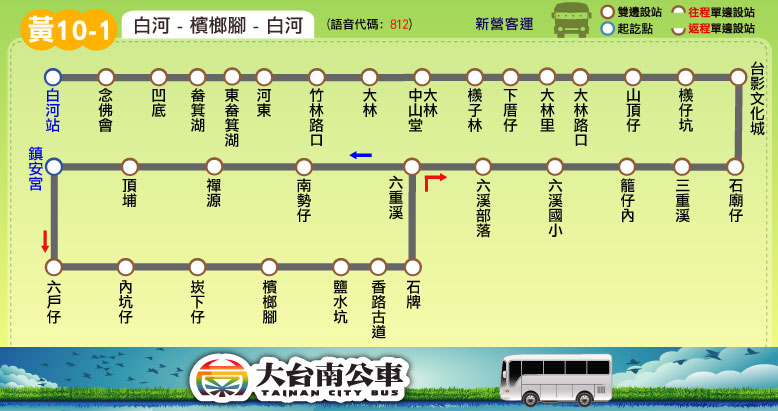 黃10-1
白河 - 檳榔腳 - 白河
(語音代碼: 812)
新營客運
雙邊設站
往程單邊設站
起訖點
返程單邊設站
白河站
念佛會
凹底
畚箕湖
東畚箕湖
河東
竹林路口
大林
大林中山堂
檨子林
下厝仔
大林里
大林路口
山頂仔
檨仔坑
台影文化城
鎮安宮
頂埔
禪源
南勢仔
六重溪
六溪部落
六溪國小
籠仔內
三重溪
石廟仔
六戶仔
內坑仔
崁下仔
檳榔腳
鹽水坑
香路古道
石牌
大台南公車
TAINAN CITY BUS